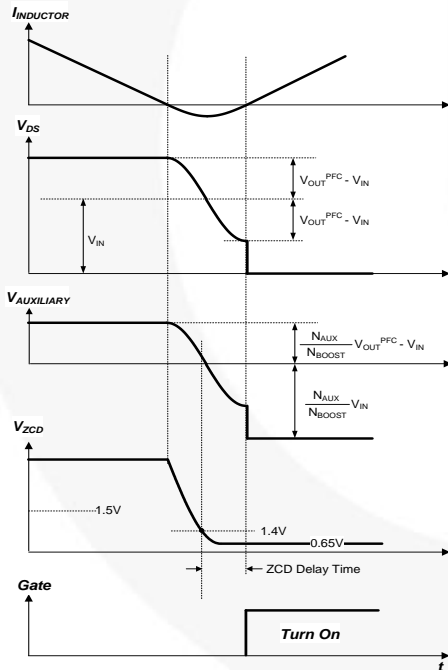 IINDUCTOR
VDS
VOUTPFC - VIN
VOUTPFC - VIN
VIN
VAUXILIARY
NAUX
NBOOST
VOUTPFC - VIN
NAUX
NBOOST
VIN
VZCD
1.5V
1.4V
0.65V
ZCD Delay Time
Gate
Turn On
t